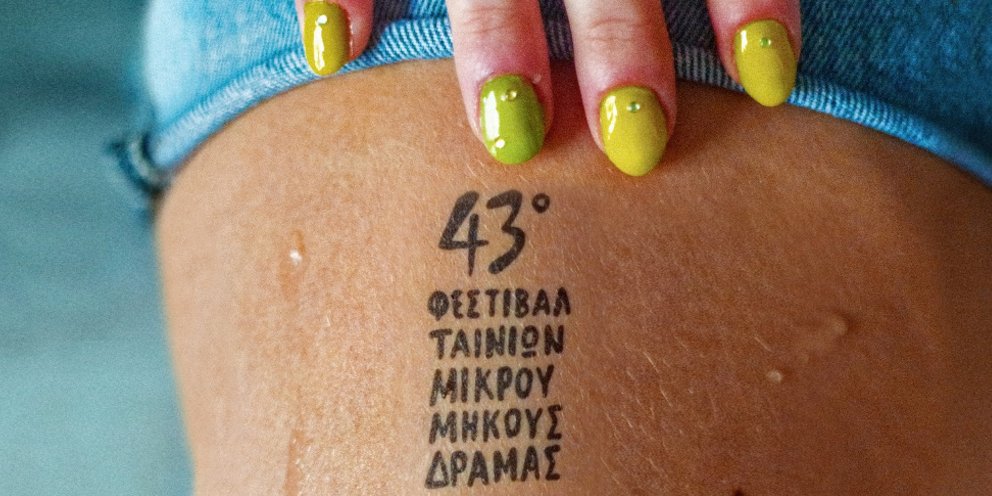 43°
ΦΕΣΤΙΒΑΛ
ΤΑΙΝΙΩΝ
ΜΙΚΡΟΥ
ΜΗΚΟΥΣ
ΔΡΑΜΑΣ